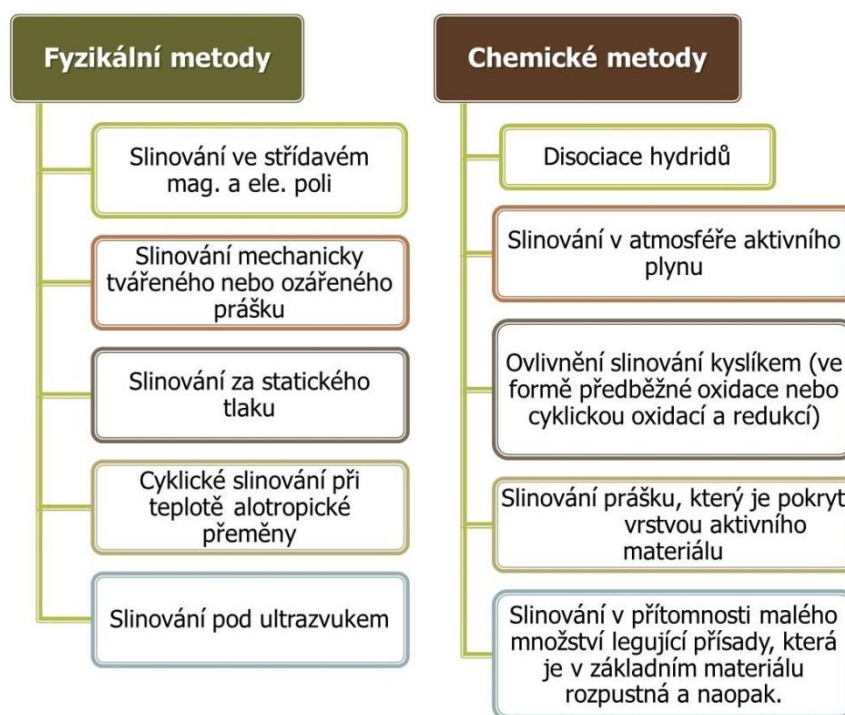 Fyzikální metody
Slinování ve střídavém
mag. a ele. poli
Slinování mechanicky
tvářeného nebo ozářeného
prášku
Slinování za statického
tlaku
Cyklické slinování při
teplotě alotropické
přeměny
Slinování pod ultrazvukem
Chemické metody
Disociace hydridů
Slinování v atmosféře aktivního
plynu
Ovlivnění slinování kyslíkem (ve
formě předběžné oxidace nebo
cyklickou oxidací a redukcí)
Slinování prášku, který je pokryt
vrstvou aktivního
materiálu
Slinování v přítomnosti malého
množství legující přísady, která
je v základním materiálu
rozpustná a naopak.